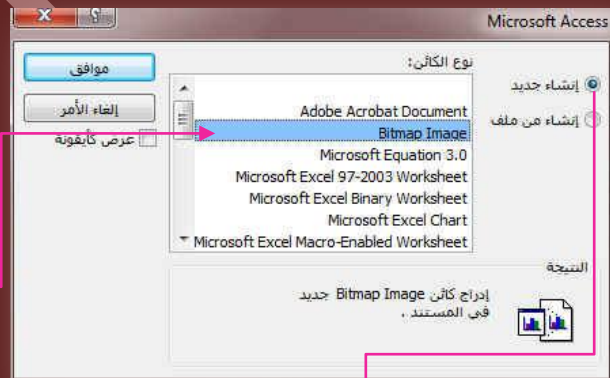 Microsoft Access
نوع الكائن:
إنشاء جديد
إنشاء من ملف
Adobe Acrobat Document
Bitmap Image
Microsoft Equation 3.0
Microsoft Excel 97-2003 Worksheet
Microsoft Excel Binary Worksheet
Microsoft Excel Chart
Microsoft Excel Macro-Enabled Worksheet
موافق
إلغاء الأمر
عرض كأيقونة
النتيجة
إدراج كائن Bitmap Image جديد
في المستند .